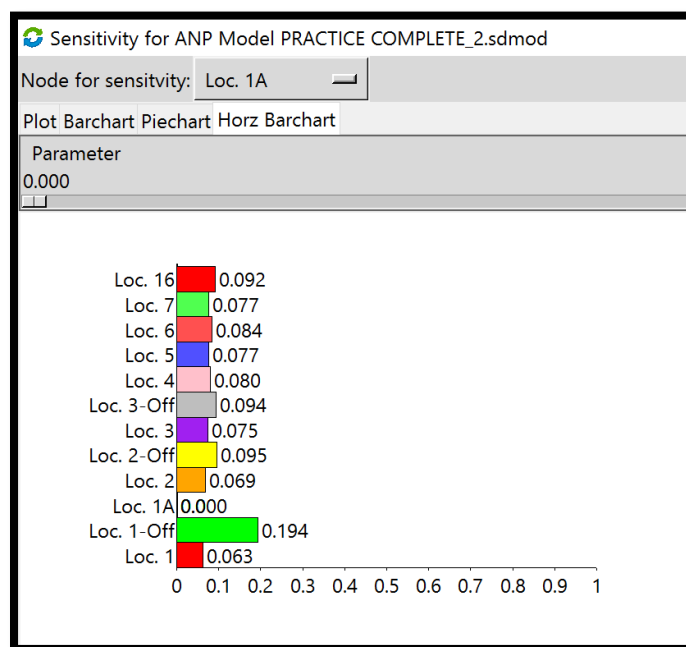 Sensitivity for ANP Model PRACTICE COMPLETE_2.sdmod
Node for sensitvity: Loc. 1A
Plot Barchart Piechart Horz Barchart
Parameter
0.000
Loc. 16 0.092
Loc. 7 0.077
Loc. 6 0.084
Loc. 5 0.077
Loc. 4 0.080
Loc. 3-Off 0.094
Loc. 3 0.075
Loc. 2-Off 0.095
Loc. 2 0.069
Loc. 1A 0.000
Loc. 1-Off 0.194
Loc. 1 0.063
0 0.1 0.2 0.3 0.4 0.5 0.6 0.7 0.8 0.9 1